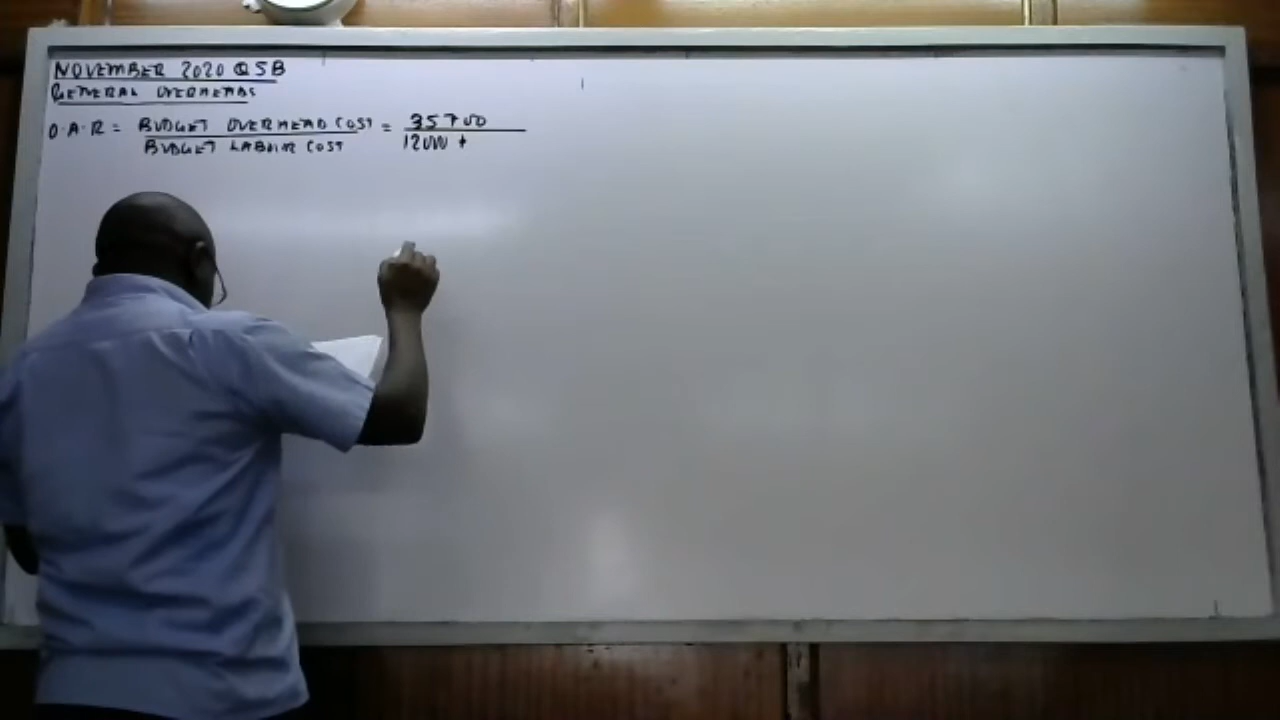 NOVEMBER 2020 Q5B
GENERAL OVERHEADS
O.A.R = BUDGET OVERHEAD COST = 35700
BUDGET LABOUR COST 12000 +